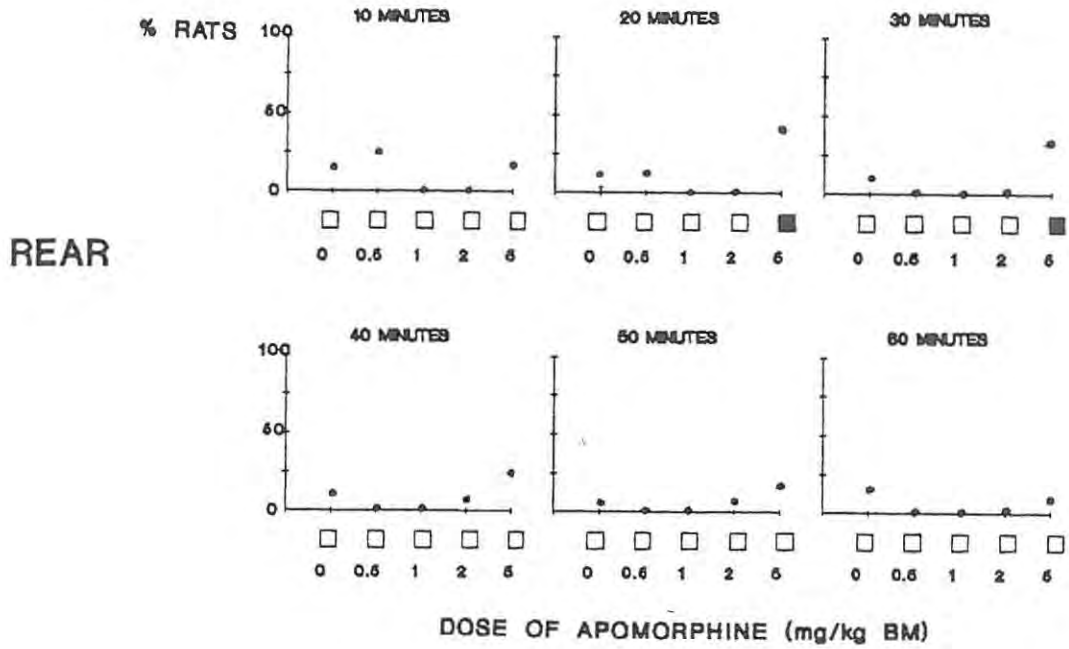 % RATS
10 MINUTES 20 MINUTES 30 MINUTES
100
50
0
0 0.5 1 2 5 0 0.5 1 2 5 0 0.5 1 2 5
REAR
40 MINUTES 50 MINUTES 60 MINUTES
100
50
0
0 0.5 1 2 5 0 0.5 1 2 5 0 0.5 1 2 5
DOSE OF APOMORPHINE (mg/kg BM)